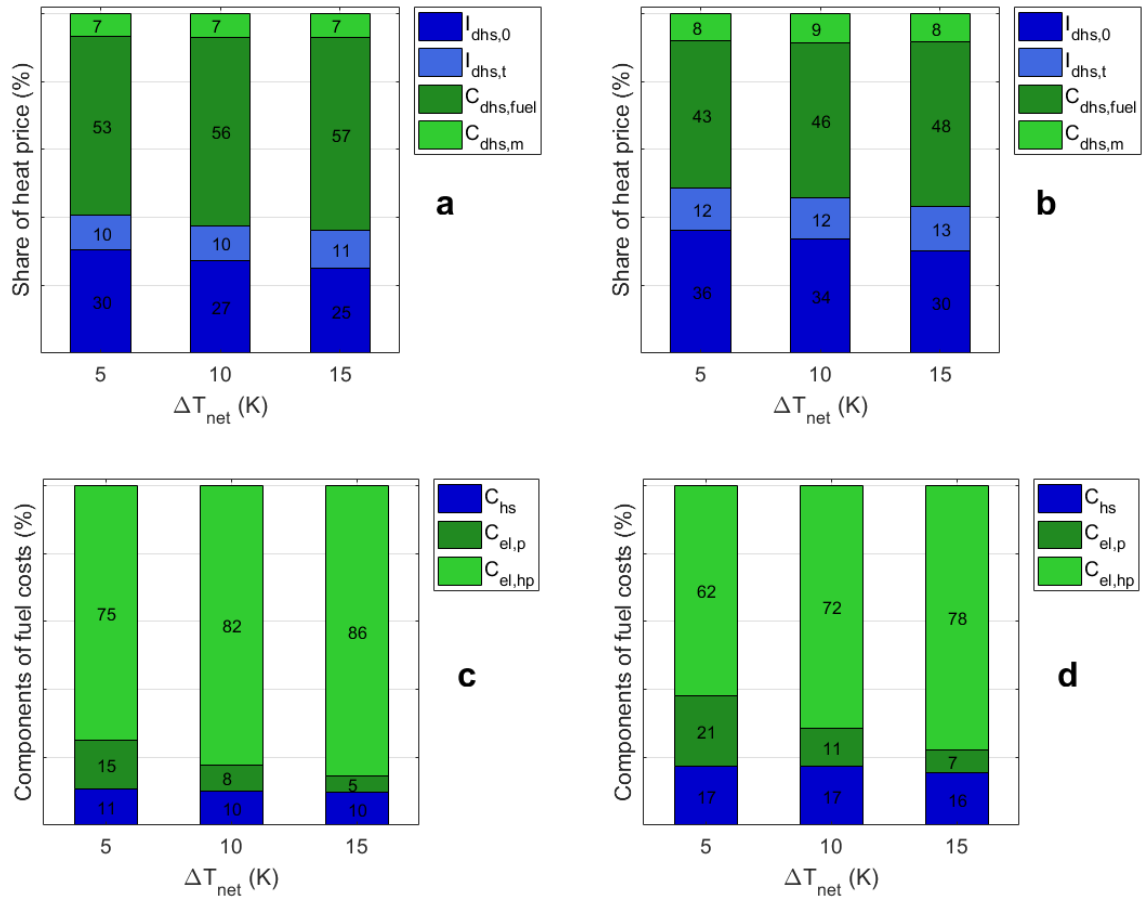 Share of heat price (%)
7 7 7
53 56 57
10 10 11
30 27 25
5 10 15
ΔT_net (K)
I_dhs,0
I_dhs,t
C_dhs,fuel
C_dhs,m
a
Share of heat price (%)
8 9 8
43 46 48
12 12 13
36 34 30
5 10 15
ΔT_net (K)
I_dhs,0
I_dhs,t
C_dhs,fuel
C_dhs,m
b
Components of fuel costs (%)
75 82 86
15 8 5
11 10 10
5 10 15
ΔT_net (K)
C_hs
C_el,p
C_el,hp
c
Components of fuel costs (%)
62 72 78
21 11 7
17 17 16
5 10 15
ΔT_net (K)
C_hs
C_el,p
C_el,hp
d